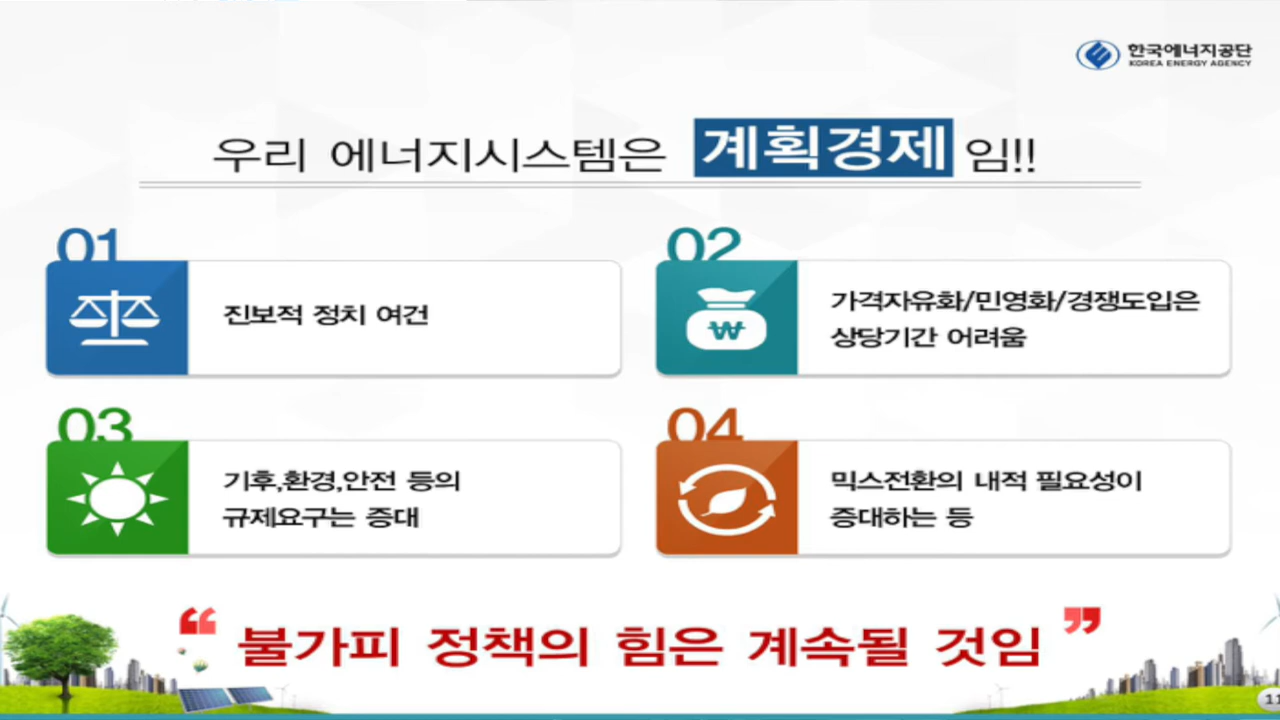 한국에너지공단
KOREA ENERGY AGENCY
우리 에너지시스템은 계획경제 임!!
01
진보적 정치 여건
02
가격자유화/민영화/경쟁도입은
상당기간 어려움
03
기후,환경,안전 등의
규제요구는 증대
04
믹스전환의 내적 필요성이
증대하는 등
“불가피 정책의 힘은 계속될 것임”
11